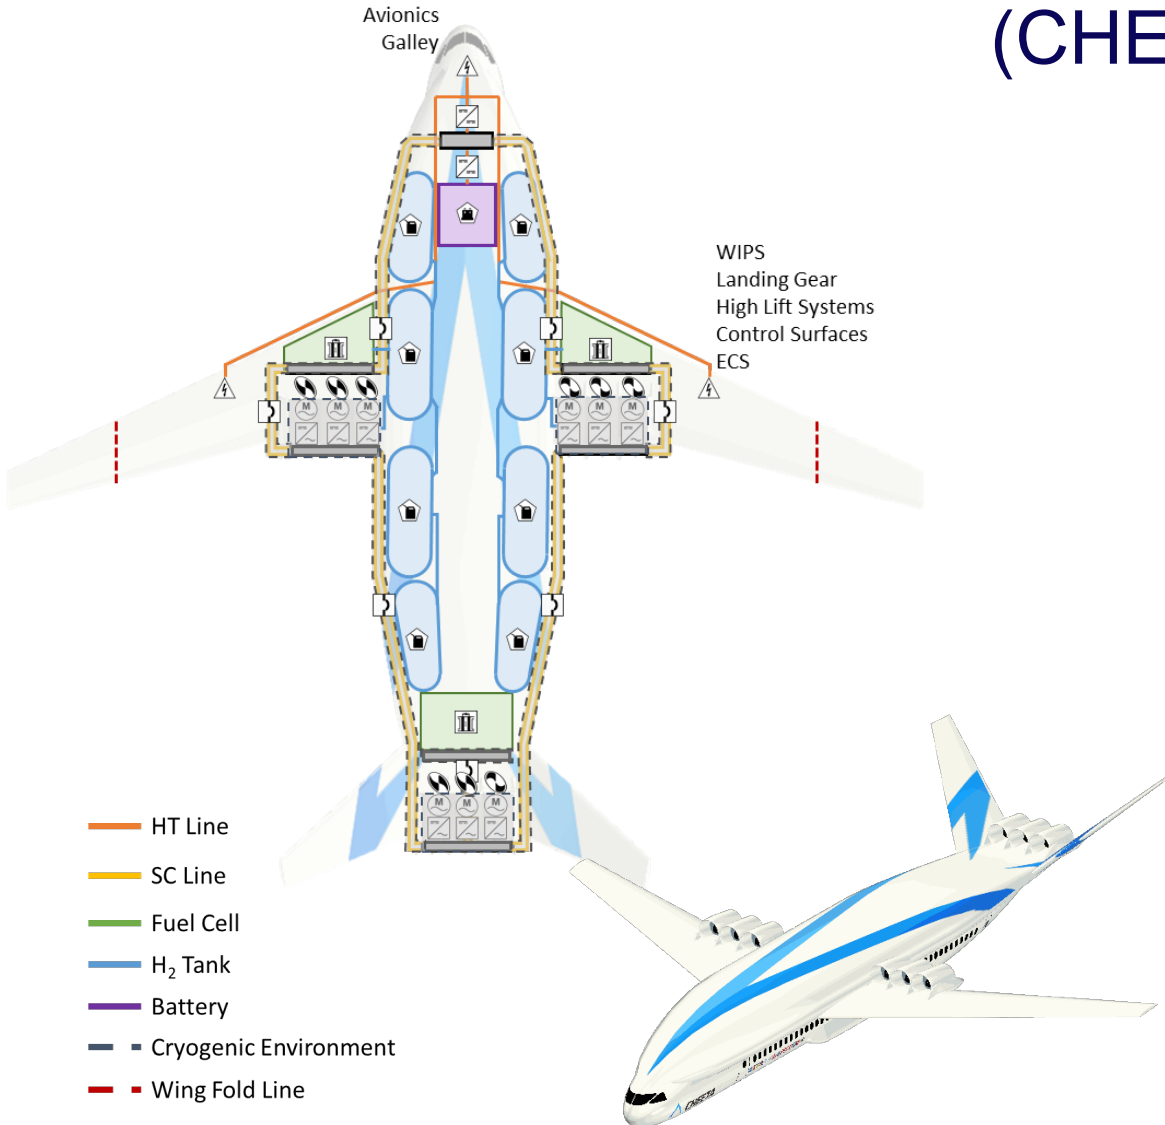 (CHE
Avionics
Galley
WIPS
Landing Gear
High Lift Systems
Control Surfaces
ECS
M M M
M M M
M M M
HT Line
SC Line
Fuel Cell
H₂ Tank
Battery
Cryogenic Environment
Wing Fold Line
CHEETA